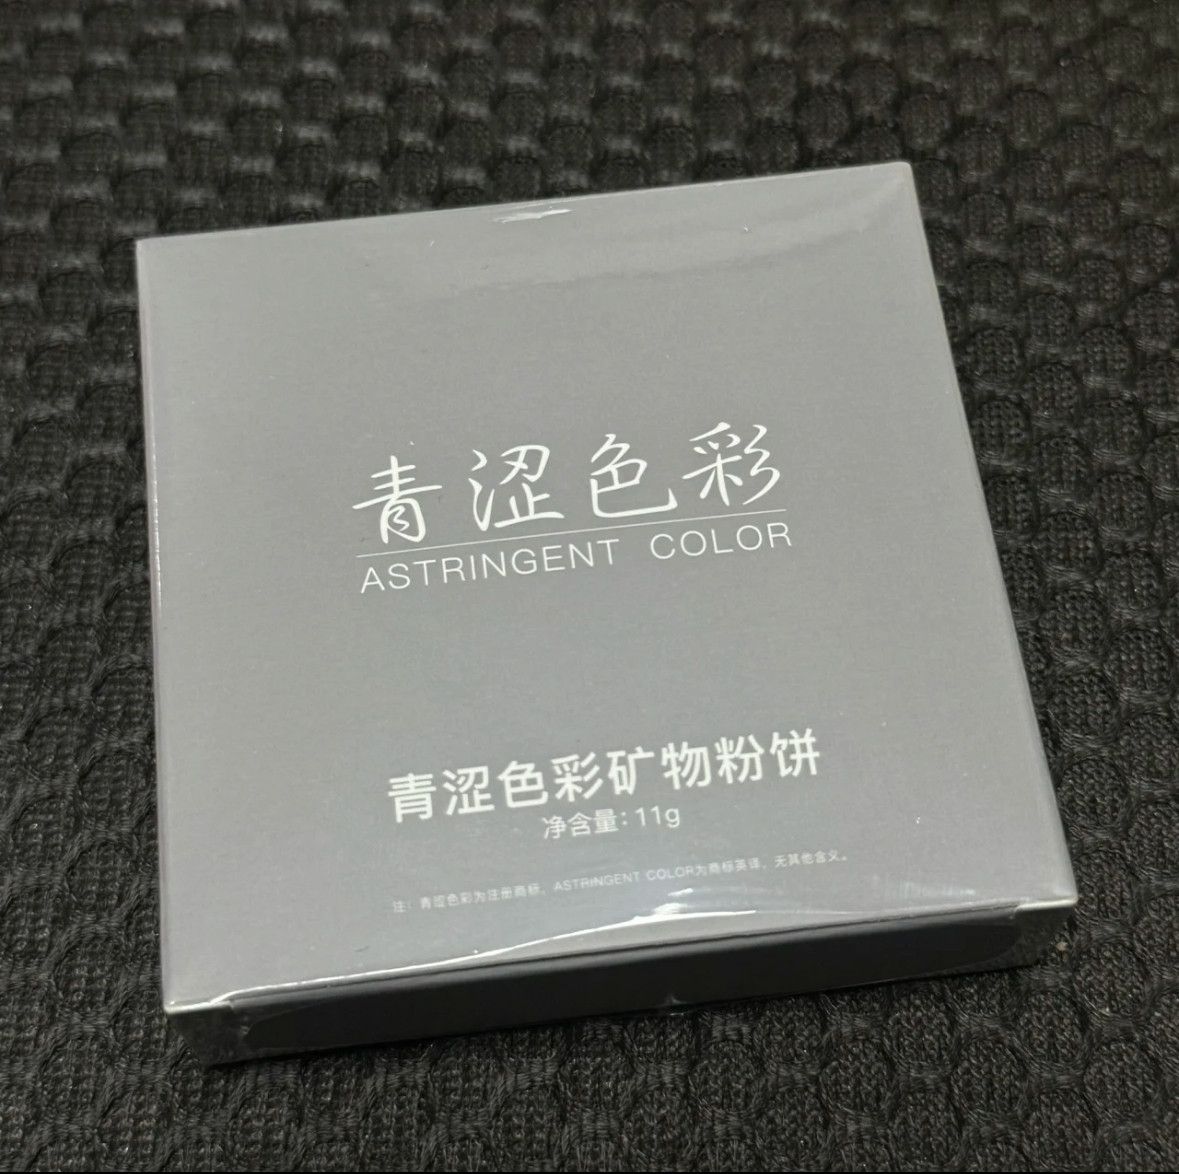 青涩色彩
ASTRINGENT COLOR
青涩色彩矿物粉饼
净含量: 11g
注：青涩色彩为注册商标，ASTRINGENT COLOR为商标英译，无其他含义。